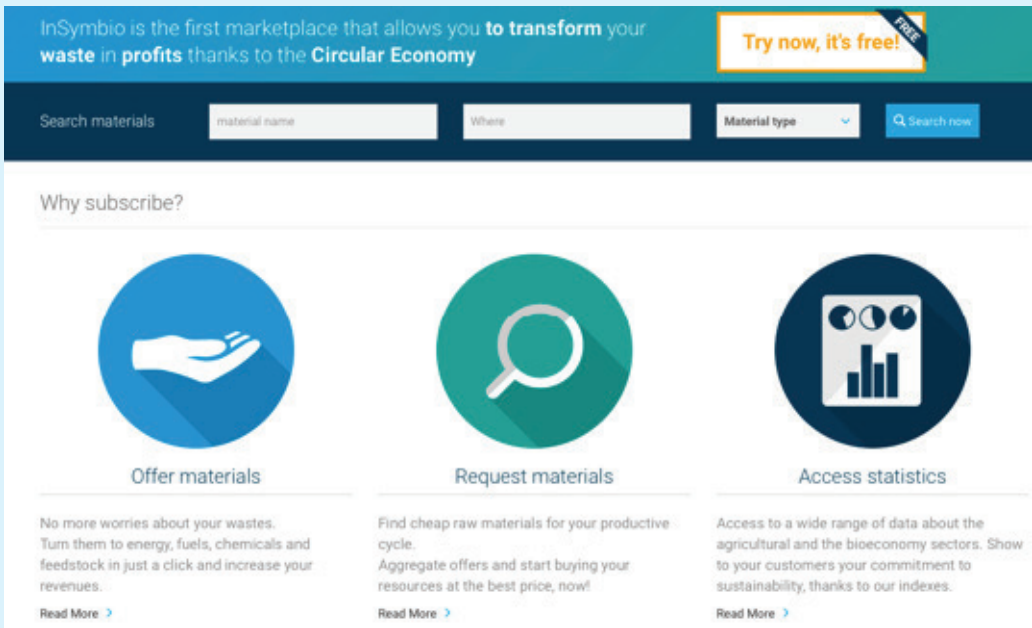 InSymbio is the first marketplace that allows you to transform your
waste in profits thanks to the Circular Economy
Try now, it's free!
FREE
Search materials
material name
Where
Material type
Search now
Why subscribe?
Offer materials
No more worries about your wastes.
Turn them to energy, fuels, chemicals and
feedstock in just a click and increase your
revenues.
Read More
Request materials
Find cheap raw materials for your productive
cycle.
Aggregate offers and start buying your
resources at the best price, now!
Read More
Access statistics
Access to a wide range of data about the
agricultural and the bioeconomy sectors. Show
to your customers your commitment to
sustainability, thanks to our indexes.
Read More